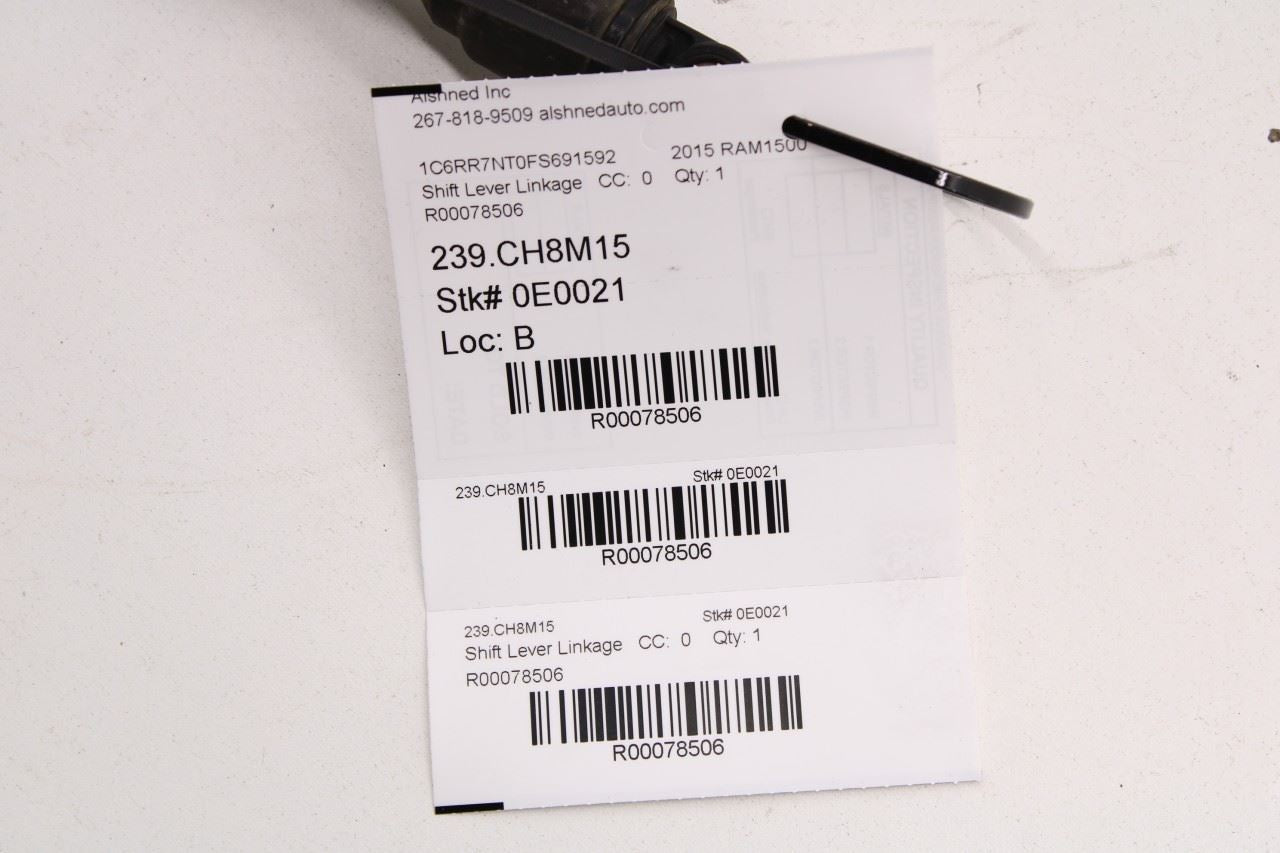 Alshned Inc
267-818-9509 alshnedauto.com
1C6RR7NT0FS691592 2015 RAM1500
Shift Lever Linkage CC: 0 Qty: 1
R00078506
239.CH8M15
Stk# 0E0021
Loc: B
R00078506
239.CH8M15 Stk# 0E0021
R00078506
239.CH8M15 Stk# 0E0021
Shift Lever Linkage CC: 0 Qty: 1
R00078506
R00078506